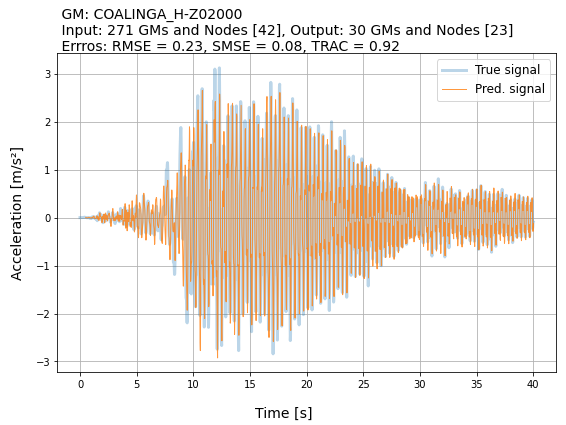 GM: COALINGA_H-Z02000
Input: 271 GMs and Nodes [42], Output: 30 GMs and Nodes [23]
Errros: RMSE = 0.23, SMSE = 0.08, TRAC = 0.92
True signal
Pred. signal
Acceleration [m/s²]
3
2
1
0
−1
−2
−3
0 5 10 15 20 25 30 35 40
Time [s]